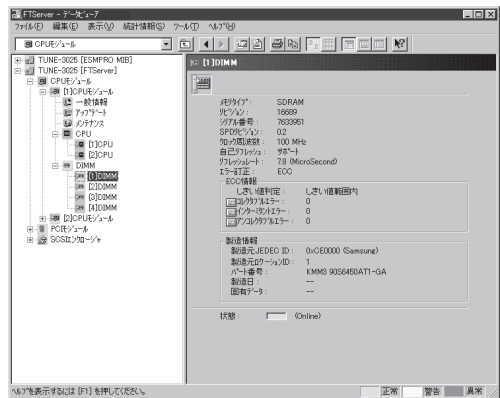 FTServer - ﾃﾞｰﾀﾋﾞｭｰｱ
ﾌｧｲﾙ(F) 編集(E) 表示(V) 統計情報(S) ﾂｰﾙ(T) ﾍﾙﾌﾟ(H)
CPUﾓｼﾞｭｰﾙ
TUNE-3025 [ESMPRO MIB]
TUNE-3025 [FTServer]
CPUﾓｼﾞｭｰﾙ
[1]CPUﾓｼﾞｭｰﾙ
一般情報
ｱｯﾌﾟﾃﾞｰﾄ
ﾒﾝﾃﾅﾝｽ
CPU
[1]CPU
[2]CPU
DIMM
[1]DIMM
[2]DIMM
[3]DIMM
[4]DIMM
[2]CPUﾓｼﾞｭｰﾙ
PCIﾓｼﾞｭｰﾙ
SCSIｴﾝｸﾛｰｼﾞｬ
[1]DIMM
ﾒﾓﾘﾀｲﾌﾟ: SDRAM
ﾘﾋﾞｼﾞｮﾝ: 16689
ｼﾘｱﾙ番号: 7633951
SPDﾘﾋﾞｼﾞｮﾝ: 0.2
ｸﾛｯｸ周波数: 100 MHz
自己ﾘﾌﾚｯｼｭ: ｻﾎﾟｰﾄ
ﾘﾌﾚｯｼｭﾚｰﾄ: 7.8 (MicroSecond)
ｴﾗｰ訂正: ECC
ECC情報
しきい値判定: しきい値範囲内
ｺﾚｸﾀﾌﾞﾙｴﾗｰ: 0
ｲﾝﾀｰﾐﾀﾝﾄｴﾗｰ: 0
ｱﾝｺﾚｸﾀﾌﾞﾙｴﾗｰ: 0
製造情報
製造元JEDEC ID: 0xCE0000 (Samsung)
製造元ﾛｹｰｼｮﾝID: 1
ﾊﾟｰﾄ番号: KMM3 90S6450AT1-GA
製造日: ---
固有ﾃﾞｰﾀ: ---
状態: (Online)
ﾍﾙﾌﾟを表示するには [F1] を押してください。
正常 警告 異常